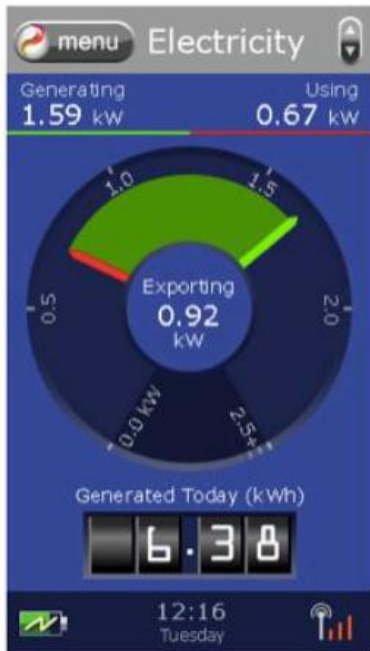 menu Electricity
Generating Using
1.59 kW 0.67 kW
1.0 1.5
0.5 2.0
Exporting
0.92
kW
0.0 kW 2.5+
Generated Today (kWh)
6.38
12:16
Tuesday